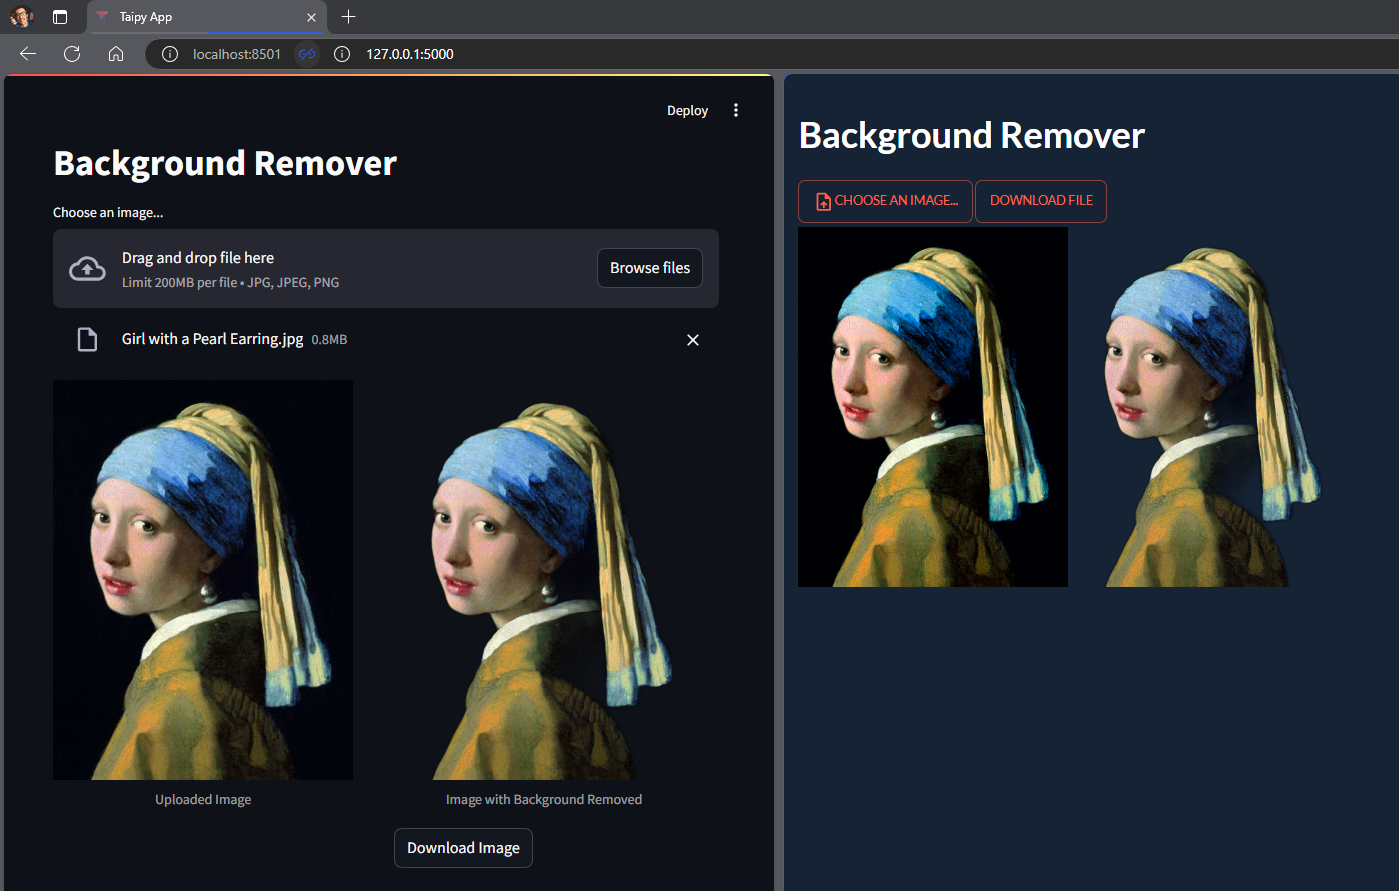 Taipy App
localhost:8501
127.0.0.1:5000
Deploy
Background Remover
Choose an image...
Drag and drop file here
Limit 200MB per file • JPG, JPEG, PNG
Browse files
Girl with a Pearl Earring.jpg 0.8MB
Uploaded Image
Image with Background Removed
Download Image
Background Remover
CHOOSE AN IMAGE...
DOWNLOAD FILE